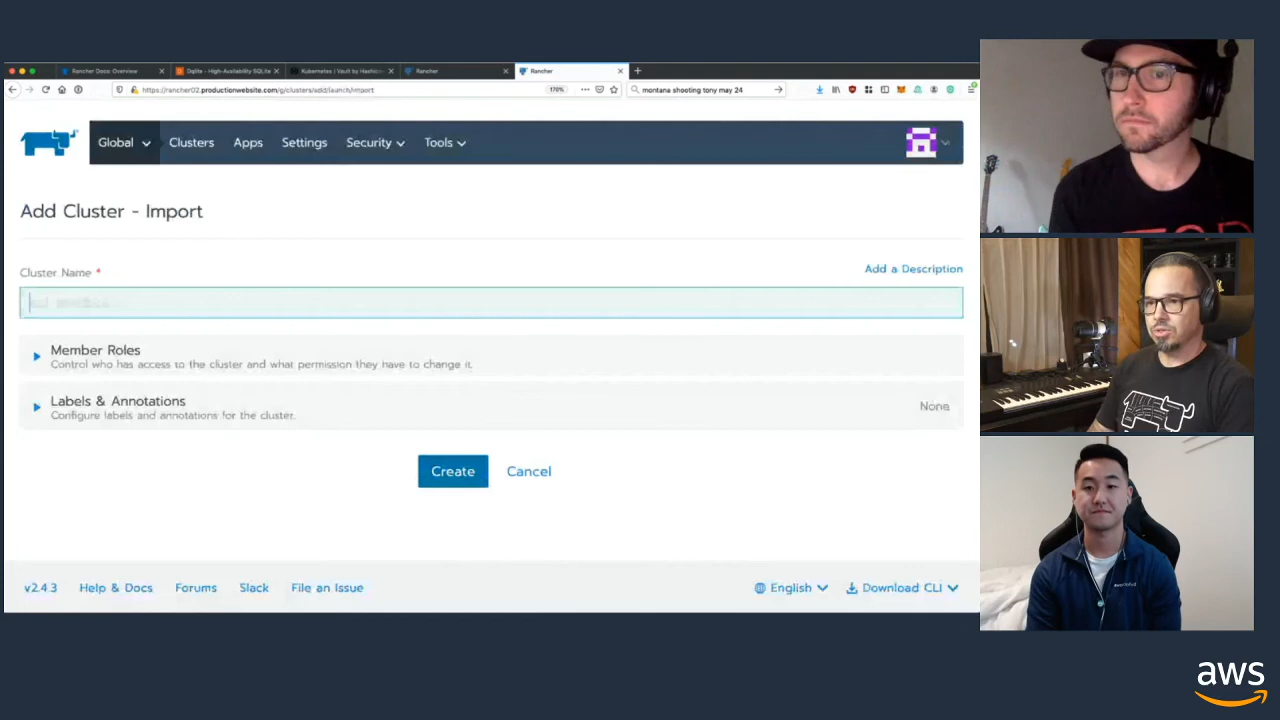 Rancher Docs: Overview
Dqlite - High-Availability SQLite
Kubernetes | Vault by Hashico
Rancher
Rancher
https://rancher02.productionwebsite.com/g/clusters/add/launch/import
170%
montana shooting tony may 24
Global
Clusters
Apps
Settings
Security
Tools
Add Cluster - Import
Cluster Name *
Add a Description
Member Roles
Control who has access to the cluster and what permission they have to change it.
Labels & Annotations
Configure labels and annotations for the cluster.
None
Create
Cancel
v2.4.3
Help & Docs
Forums
Slack
File an Issue
English
Download CLI
aws